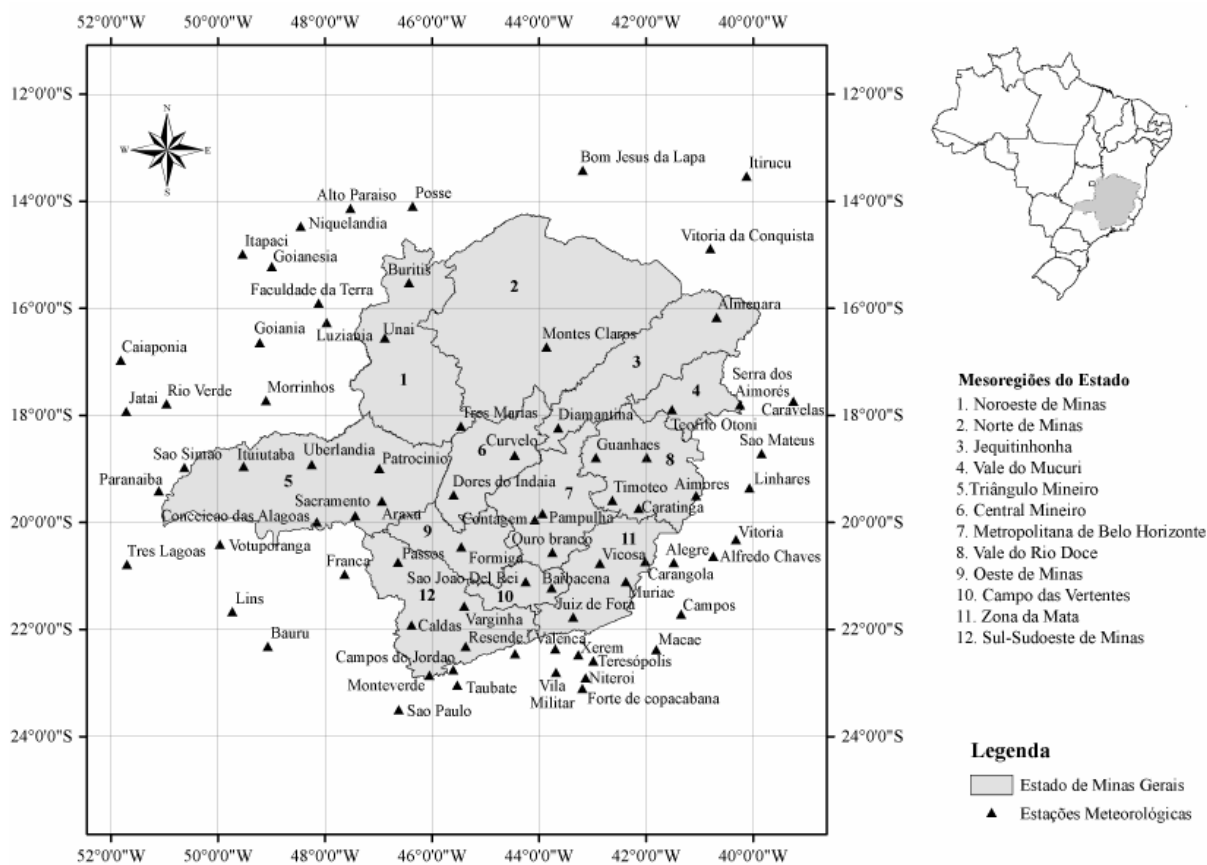 52°0'0"W 50°0'0"W 48°0'0"W 46°0'0"W 44°0'0"W 42°0'0"W 40°0'0"W
12°0'0"S 12°0'0"S
N
W E
S
Bom Jesus da Lapa
Itirucu
14°0'0"S 14°0'0"S
Alto Paraiso
Posse
Niquelandia
Vitoria da Conquista
Itapaci
Goianesia
Buritis
2
Faculdade da Terra
16°0'0"S 16°0'0"S
Almenara
Goiania
Luziania
Unai
Montes Claros
Caiaponia
3
1
4
Serra dos
Aimorés
Jatai
Rio Verde
Morrinhos
18°0'0"S 18°0'0"S
Tres Marias
Diamantina
Teofilo Otoni
Caravelas
Curvelo
6
Guanhaes
8
Sao Mateus
Sao Simao
Ituiutaba
Uberlandia
Patrocinio
Paranaiba
5
Dores do Indaia
7
Timoteo
Aimores
Linhares
Sacramento
Conceicao das Alagoas
Araxa
Contagem
Pampulha
Caratinga
20°0'0"S 20°0'0"S
9
Ouro branco
11
Vitoria
Tres Lagoas
Votuporanga
Passos
Formiga
Vicosa
Alegre
Alfredo Chaves
Franca
Sao Joao Del Rei
Barbacena
Carangola
12
10
Muriae
Lins
Varginha
Juiz de Fora
Campos
22°0'0"S 22°0'0"S
Caldas
Bauru
Resende
Valenca
Xerem
Macae
Campos do Jordao
Teresópolis
Monteverde
Taubate
Vila
Militar
Niteroi
Forte de copacabana
Sao Paulo
24°0'0"S 24°0'0"S
52°0'0"W 50°0'0"W 48°0'0"W 46°0'0"W 44°0'0"W 42°0'0"W 40°0'0"W
Mesoregiões do Estado
1. Noroeste de Minas
2. Norte de Minas
3. Jequitinhonha
4. Vale do Mucuri
5.Triângulo Mineiro
6. Central Mineiro
7. Metropolitana de Belo Horizonte
8. Vale do Rio Doce
9. Oeste de Minas
10. Campo das Vertentes
11. Zona da Mata
12. Sul-Sudoeste de Minas
Legenda
Estado de Minas Gerais
Estações Meteorológicas